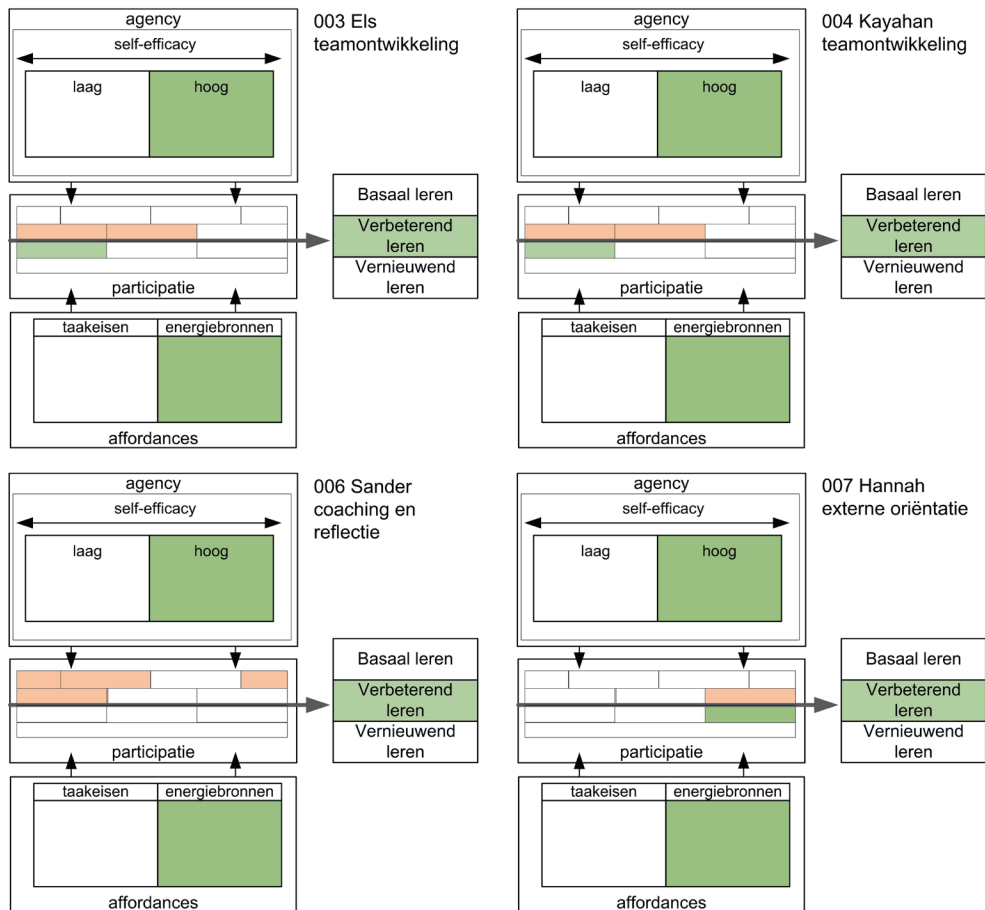 agency
self-efficacy
laag
hoog
003 Els
teamontwikkeling
participatie
Basaal leren
Verbeterend
leren
Vernieuwend
leren
taakeisen
energiebronnen
affordances
agency
self-efficacy
laag
hoog
004 Kayahan
teamontwikkeling
participatie
Basaal leren
Verbeterend
leren
Vernieuwend
leren
taakeisen
energiebronnen
affordances
agency
self-efficacy
laag
hoog
006 Sander
coaching en
reflectie
participatie
Basaal leren
Verbeterend
leren
Vernieuwend
leren
taakeisen
energiebronnen
affordances
agency
self-efficacy
laag
hoog
007 Hannah
externe oriëntatie
participatie
Basaal leren
Verbeterend
leren
Vernieuwend
leren
taakeisen
energiebronnen
affordances